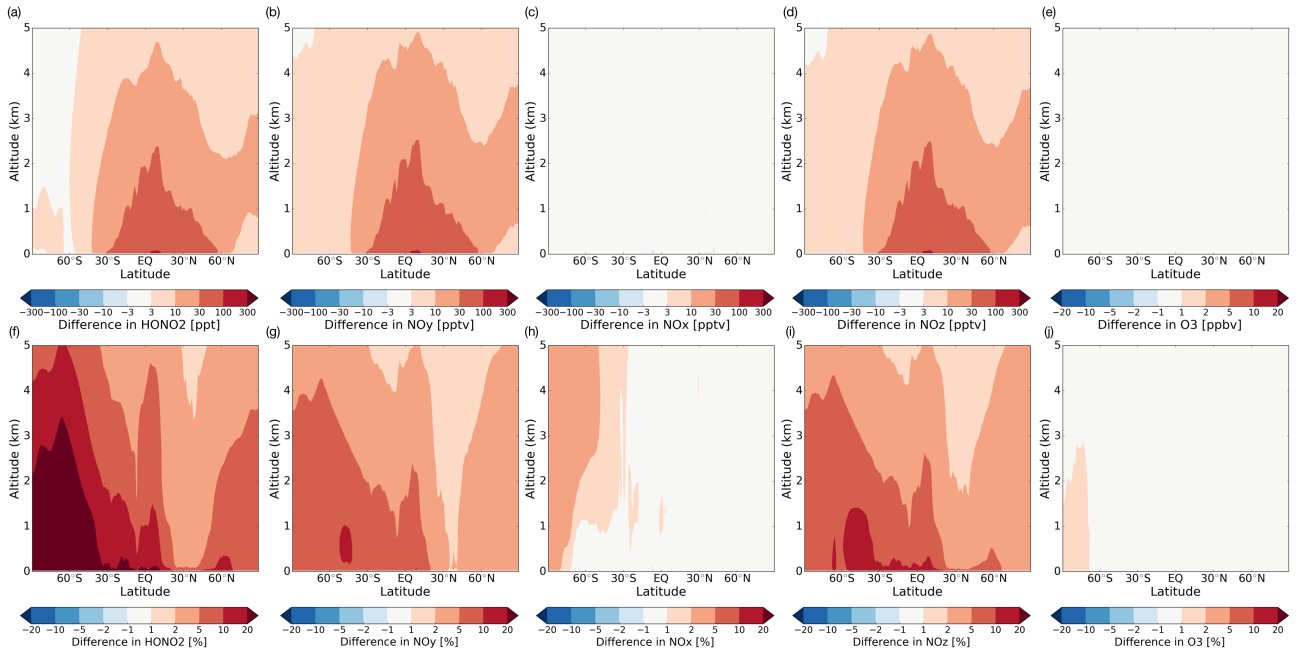 (a) (b) (c) (d) (e)
5 5 5 5 5
4 4 4 4 4
3 3 3 3 3
2 2 2 2 2
1 1 1 1 1
0 0 0 0 0
Altitude (km) Altitude (km) Altitude (km) Altitude (km) Altitude (km)
60°S 30°S EQ 30°N 60°N 60°S 30°S EQ 30°N 60°N 60°S 30°S EQ 30°N 60°N 60°S 30°S EQ 30°N 60°N 60°S 30°S EQ 30°N 60°N
Latitude Latitude Latitude Latitude Latitude
−300−100 −30 −10 −3 3 10 30 100 300 −300−100 −30 −10 −3 3 10 30 100 300 −300−100 −30 −10 −3 3 10 30 100 300 −300−100 −30 −10 −3 3 10 30 100 300 −20 −10 −5 −2 −1 1 2 5 10 20
Difference in HONO2 [ppt] Difference in NOy [pptv] Difference in NOx [pptv] Difference in NOz [pptv] Difference in O3 [ppbv]
(f) (g) (h) (i) (j)
5 5 5 5 5
4 4 4 4 4
3 3 3 3 3
2 2 2 2 2
1 1 1 1 1
0 0 0 0 0
Altitude (km) Altitude (km) Altitude (km) Altitude (km) Altitude (km)
60°S 30°S EQ 30°N 60°N 60°S 30°S EQ 30°N 60°N 60°S 30°S EQ 30°N 60°N 60°S 30°S EQ 30°N 60°N 60°S 30°S EQ 30°N 60°N
Latitude Latitude Latitude Latitude Latitude
−20 −10 −5 −2 −1 1 2 5 10 20 −20 −10 −5 −2 −1 1 2 5 10 20 −20 −10 −5 −2 −1 1 2 5 10 20 −20 −10 −5 −2 −1 1 2 5 10 20 −20 −10 −5 −2 −1 1 2 5 10 20
Difference in HONO2 [%] Difference in NOy [%] Difference in NOx [%] Difference in NOz [%] Difference in O3 [%]